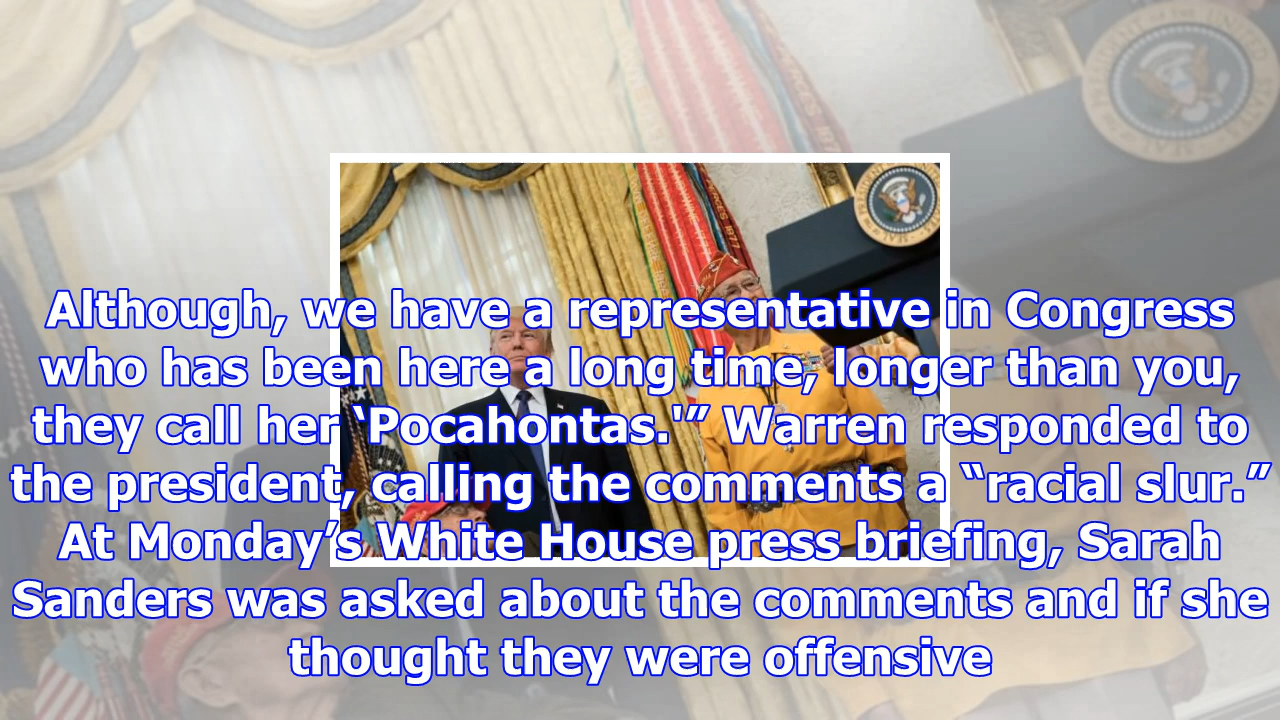 Although, we have a representative in Congress
who has been here a long time, longer than you,
they call her ‘Pocahontas.'” Warren responded to
the president, calling the comments a “racial slur.”
At Monday’s White House press briefing, Sarah
Sanders was asked about the comments and if she
thought they were offensive